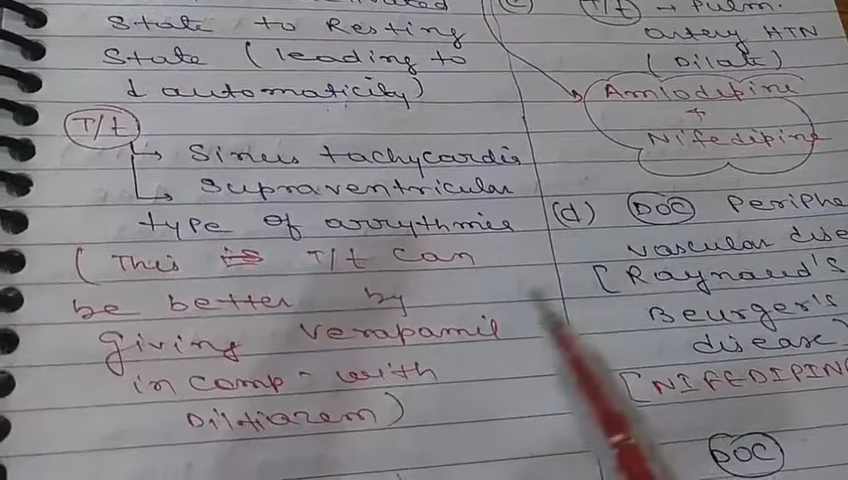 State to Resting
State (leading to
↓ automaticity)
T/t
→ Sinus tachycardia
→ Supraventricular
type of arrythmia
(This is T/t can
be better by
giving Verapamil
in comp. with
Diltiazem)
(c) T/t → Pulm.
artery HTN
(Dilate)
Amlodipine
+
Nifedipine
(d) DOC Periphe
vascular dise
[Raynaud's
Beurger's
disease]
[NIFEDIPIN
DOC